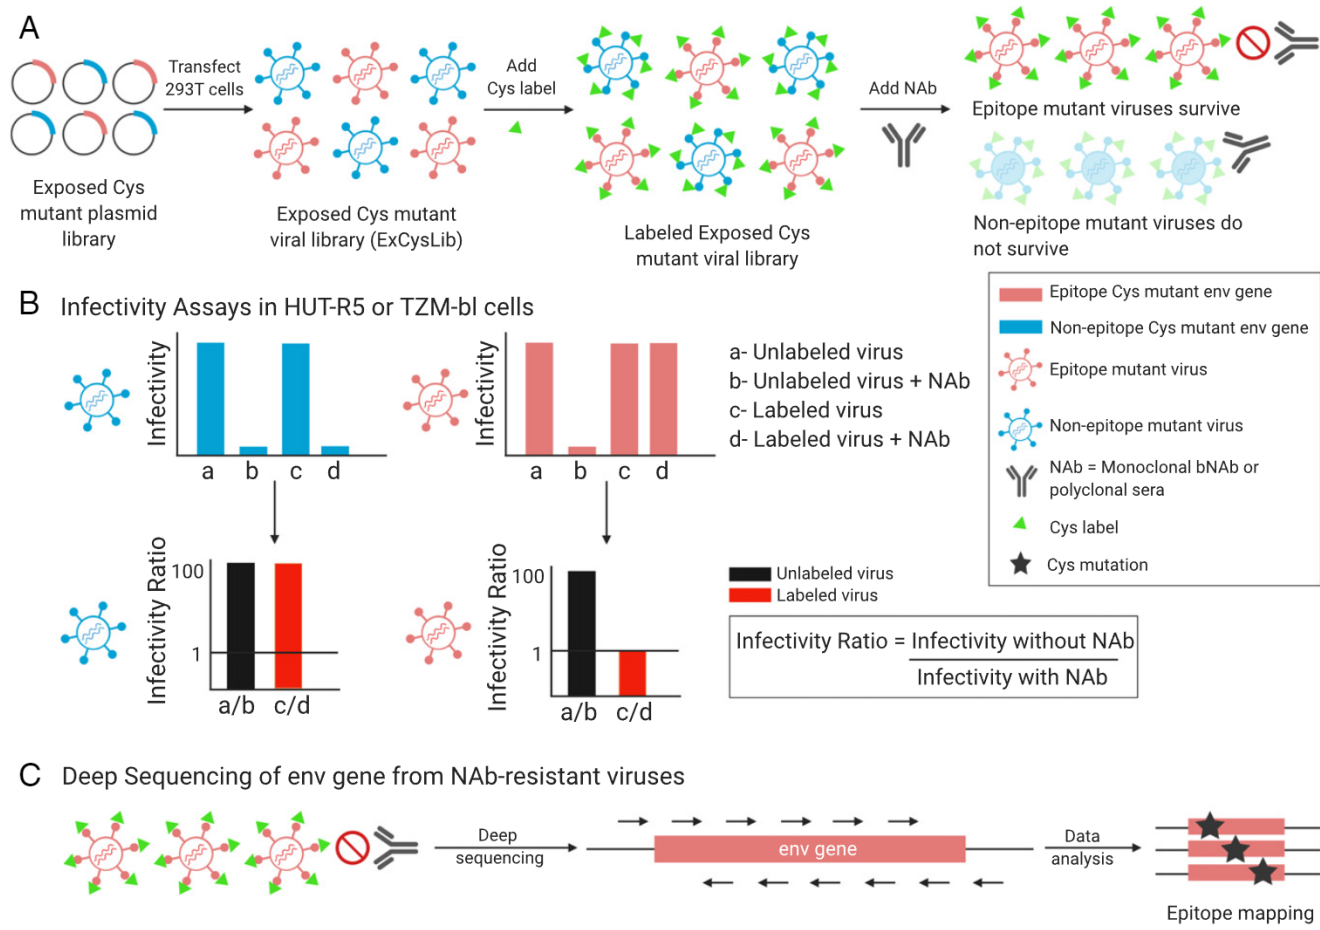 A
Transfect
293T cells
Add
Cys label
Add NAb
Exposed Cys
mutant plasmid
library
Exposed Cys mutant
viral library (ExCysLib)
Labeled Exposed Cys
mutant viral library
Epitope mutant viruses survive
Non-epitope mutant viruses do
not survive
Epitope Cys mutant env gene
Non-epitope Cys mutant env gene
Epitope mutant virus
Non-epitope mutant virus
NAb = Monoclonal bNAb or
polyclonal sera
Cys label
Cys mutation
B Infectivity Assays in HUT-R5 or TZM-bl cells
Infectivity
a b c d
Infectivity
a b c d
a- Unlabeled virus
b- Unlabeled virus + NAb
c- Labeled virus
d- Labeled virus + NAb
Infectivity Ratio
100
1
a/b c/d
Infectivity Ratio
100
1
a/b c/d
Unlabeled virus
Labeled virus
Infectivity Ratio = Infectivity without NAb
Infectivity with NAb
C Deep Sequencing of env gene from NAb-resistant viruses
Deep
sequencing
env gene
Data
analysis
Epitope mapping